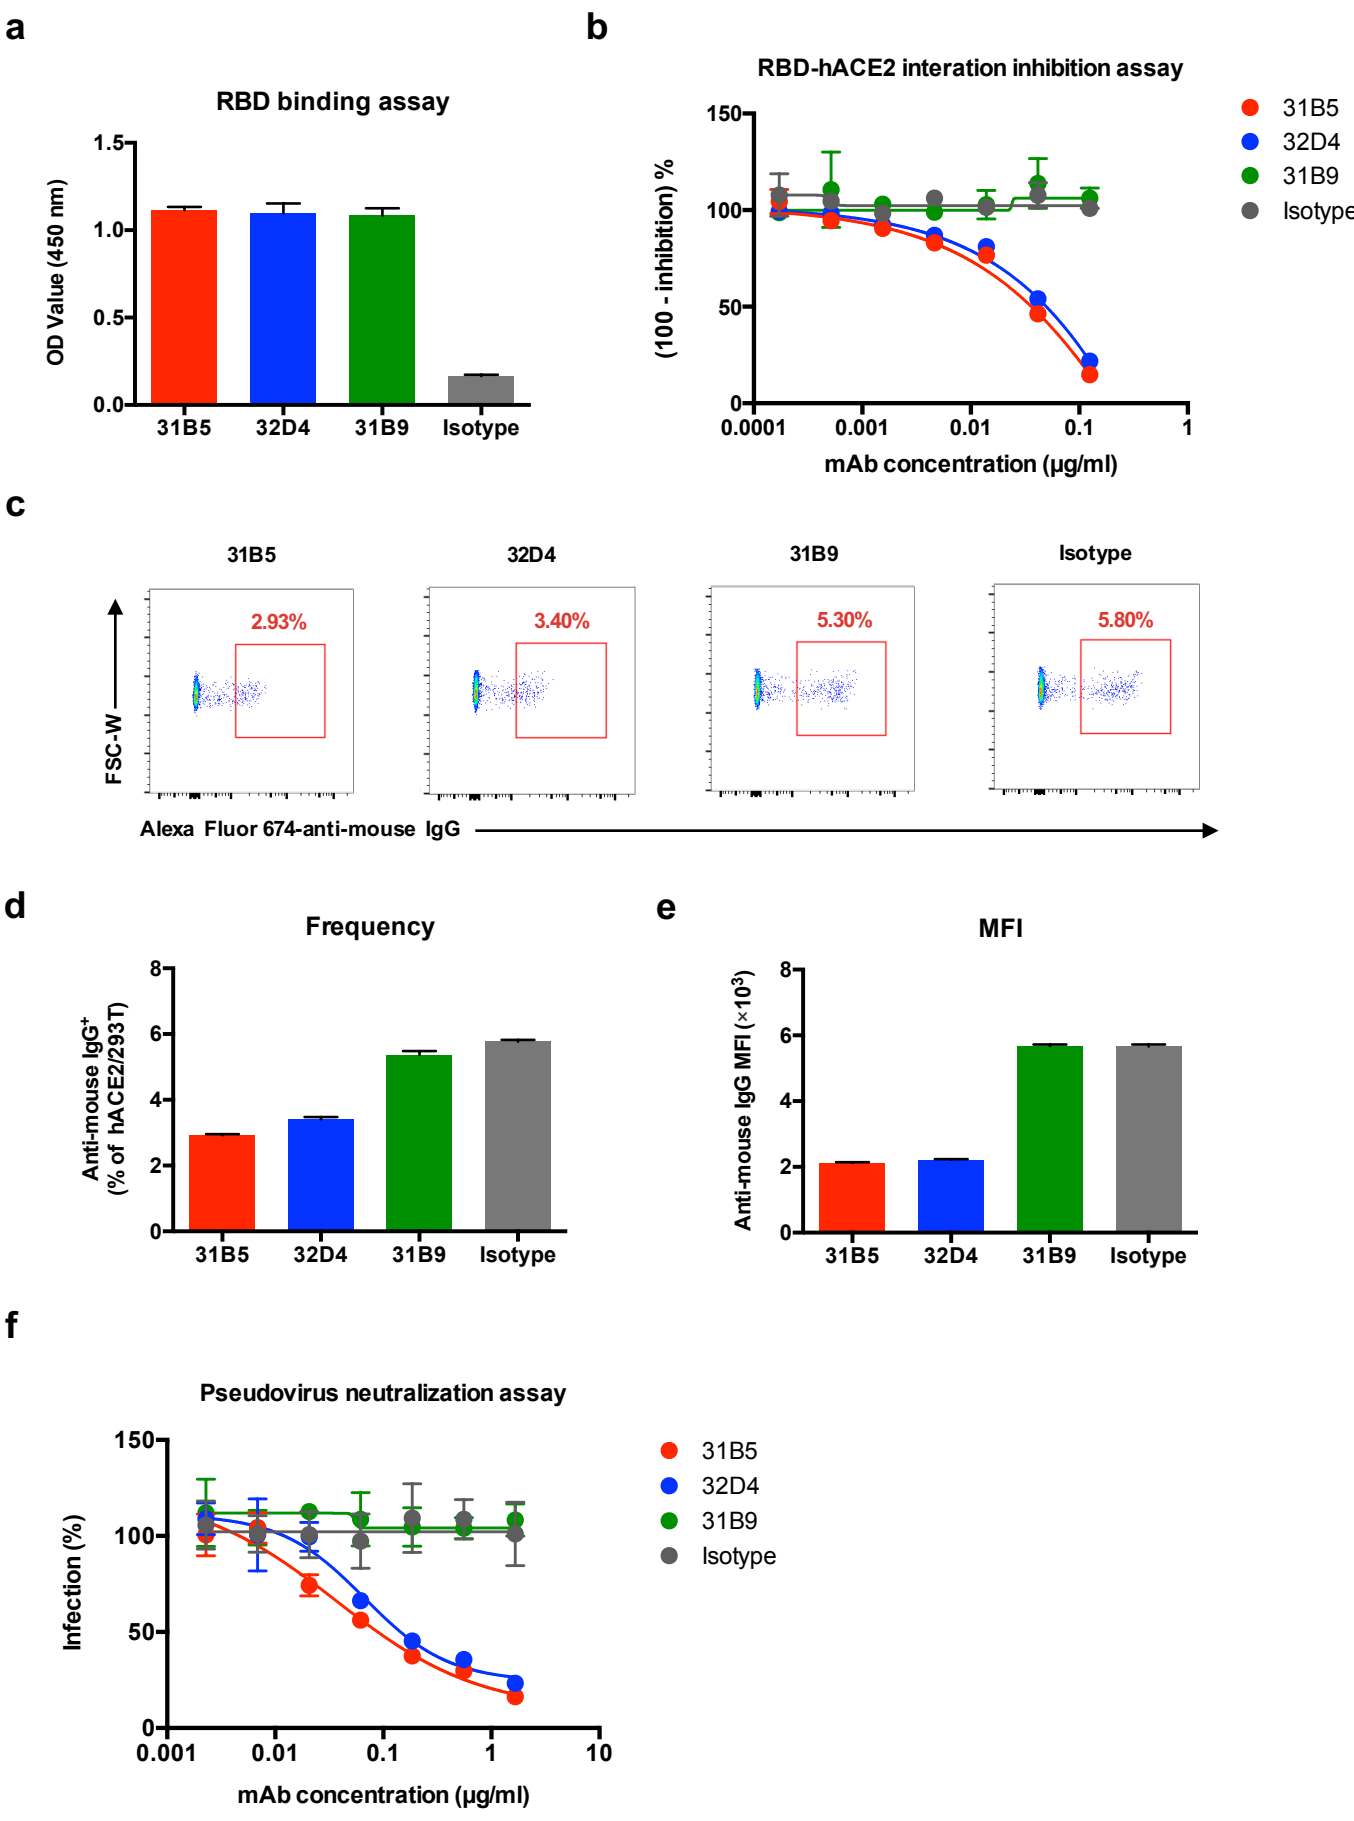 a
RBD binding assay
OD Value (450 nm)
1.5
1.0
0.5
0.0
31B5 32D4 31B9 Isotype
b
RBD-hACE2 interation inhibition assay
(100 - inhibition) %
150
100
50
0
0.0001 0.001 0.01 0.1 1
mAb concentration (μg/ml)
31B5
32D4
31B9
Isotype
c
31B5 32D4 31B9 Isotype
2.93% 3.40% 5.30% 5.80%
FSC-W
Alexa Fluor 674-anti-mouse IgG
d
Frequency
Anti-mouse IgG⁺
(% of hACE2/293T)
8
6
4
2
0
31B5 32D4 31B9 Isotype
e
MFI
Anti-mouse IgG MFI (×10³)
8
6
4
2
0
31B5 32D4 31B9 Isotype
f
Pseudovirus neutralization assay
Infection (%)
150
100
50
0
0.001 0.01 0.1 1 10
mAb concentration (μg/ml)
31B5
32D4
31B9
Isotype